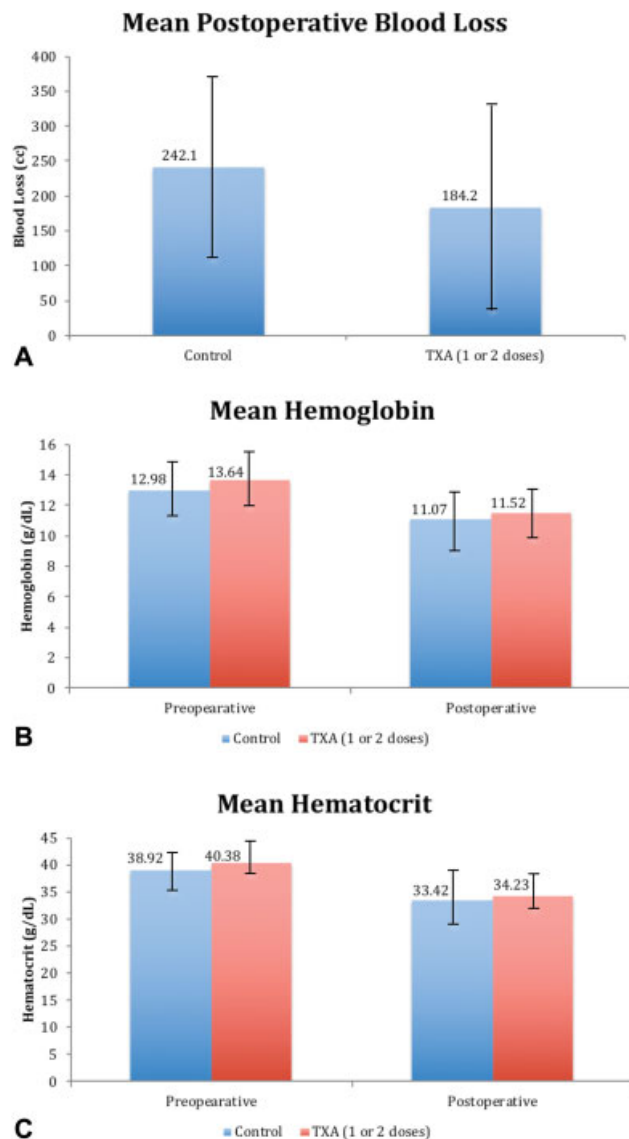 Mean Postoperative Blood Loss
400
350
300
250
200
150
100
50
0
Blood Loss (cc)
242.1
184.2
Control
TXA (1 or 2 doses)
A
Mean Hemoglobin
16
14
12
10
8
6
4
2
0
Hemoglobin (g/dL)
12.98
13.64
11.07
11.52
Preopearative
Postoperative
Control
TXA (1 or 2 doses)
B
Mean Hematocrit
45
40
35
30
25
20
15
10
5
0
Hematocrit (g/dL)
38.92
40.38
33.42
34.23
Preopearative
Postoperative
Control
TXA (1 or 2 doses)
C